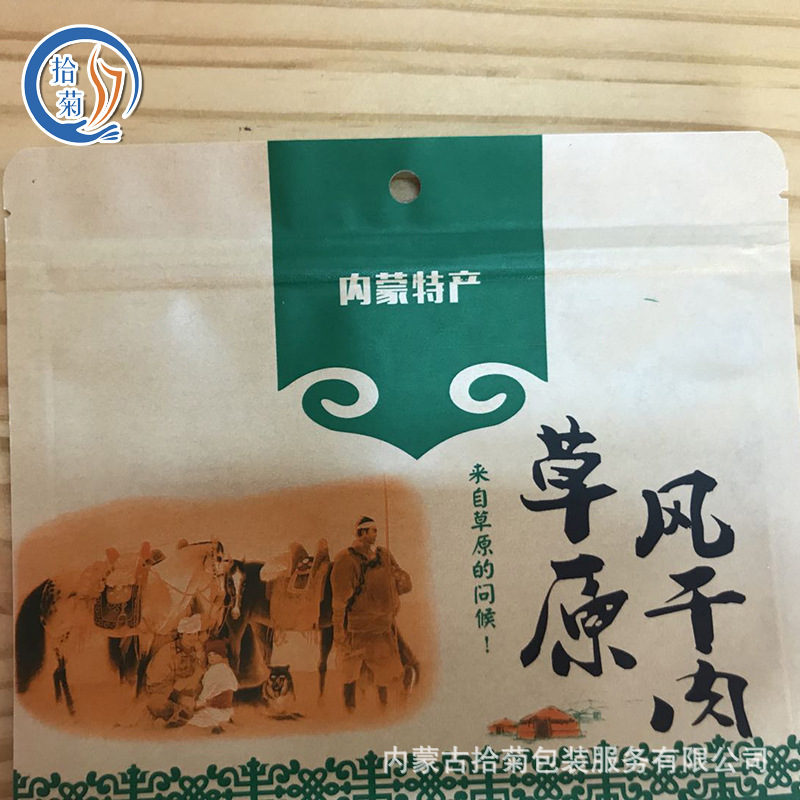 拾
菊
内蒙特产
来自草原的问候！
草原
风干肉
内蒙古拾菊包装服务有限公司